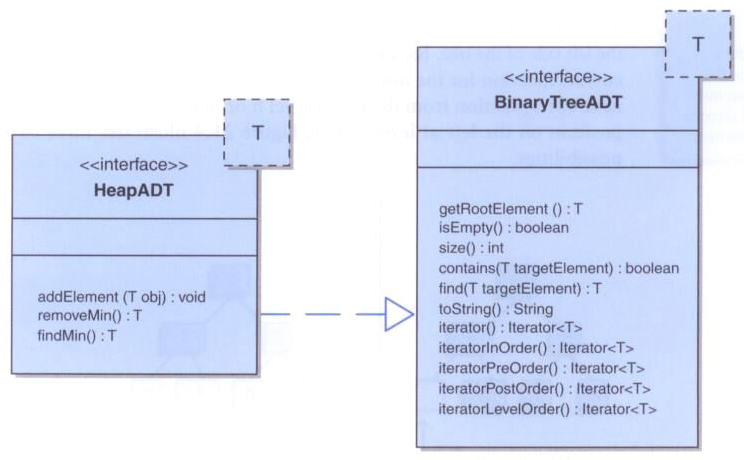 T
<<interface>>
HeapADT
addElement (T obj) : void
removeMin() : T
findMin() : T
T
<<interface>>
BinaryTreeADT
getRootElement () : T
isEmpty() : boolean
size() : int
contains(T targetElement) : boolean
find(T targetElement) : T
toString() : String
iterator() : Iterator<T>
iteratorInOrder() : Iterator<T>
iteratorPreOrder() : Iterator<T>
iteratorPostOrder() : Iterator<T>
iteratorLevelOrder() : Iterator<T>